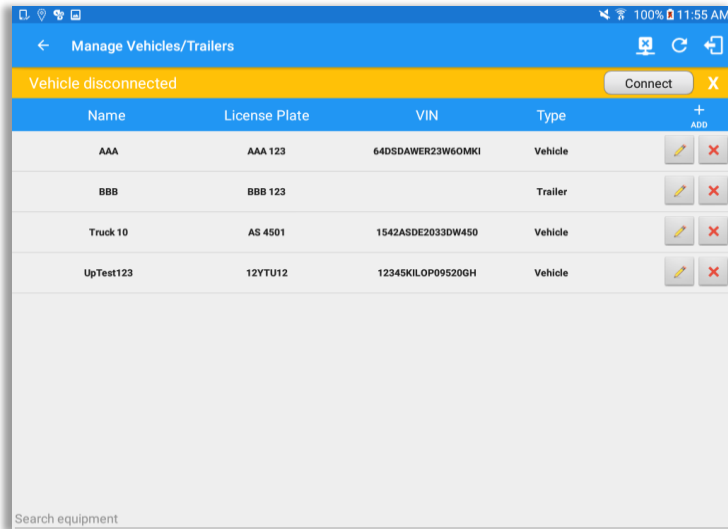 100% 11:55 AM
Manage Vehicles/Trailers
Vehicle disconnected Connect X
Name License Plate VIN Type + ADD
AAA AAA 123 64DSDAWER23W6OMKI Vehicle
BBB BBB 123 Trailer
Truck 10 AS 4501 1542ASDE2033DW450 Vehicle
UpTest123 12YTU12 12345KILOP09520GH Vehicle
Search equipment